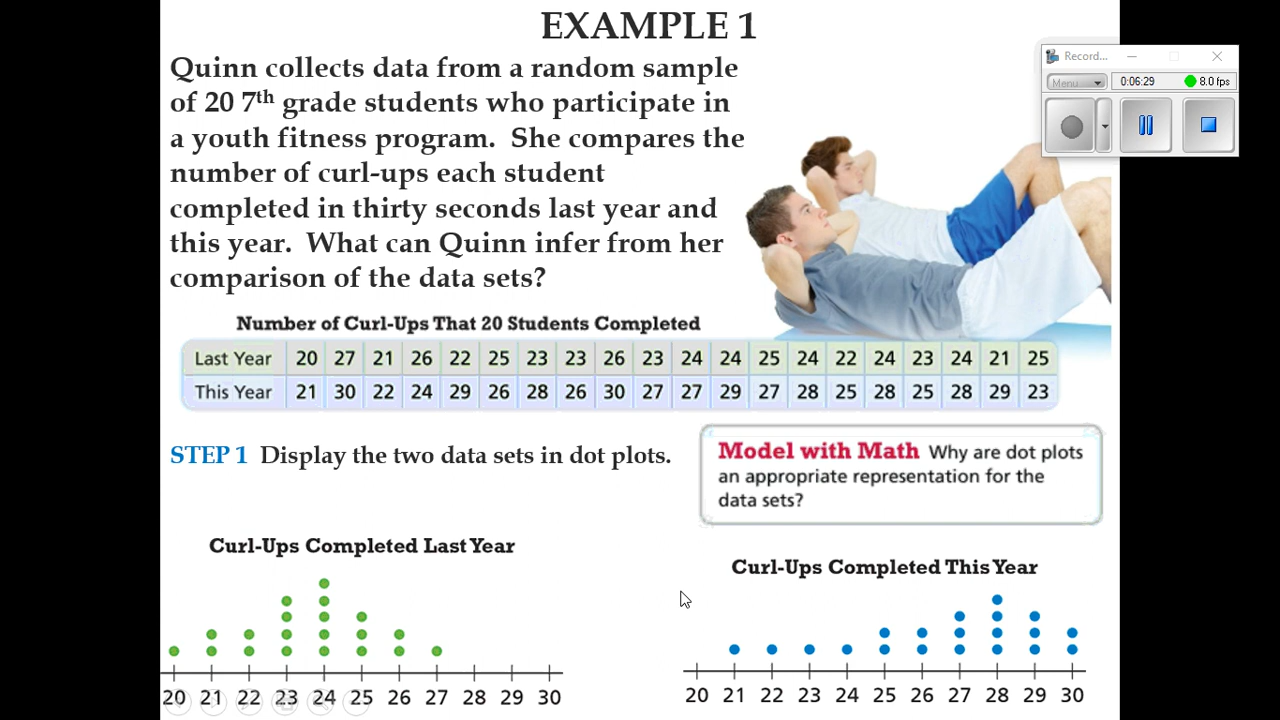 EXAMPLE 1
Quinn collects data from a random sample
of 20 7th grade students who participate in
a youth fitness program. She compares the
number of curl-ups each student
completed in thirty seconds last year and
this year. What can Quinn infer from her
comparison of the data sets?
Record...
Menu
0:06:29
8.0 fps
Number of Curl-Ups That 20 Students Completed
Last Year 20 27 21 26 22 25 23 23 26 23 24 24 25 24 22 24 23 24 21 25
This Year 21 30 22 24 29 26 28 26 30 27 27 29 27 28 25 28 25 28 29 23
STEP 1 Display the two data sets in dot plots.
Model with Math Why are dot plots
an appropriate representation for the
data sets?
Curl-Ups Completed Last Year
20 21 22 23 24 25 26 27 28 29 30
Curl-Ups Completed This Year
20 21 22 23 24 25 26 27 28 29 30